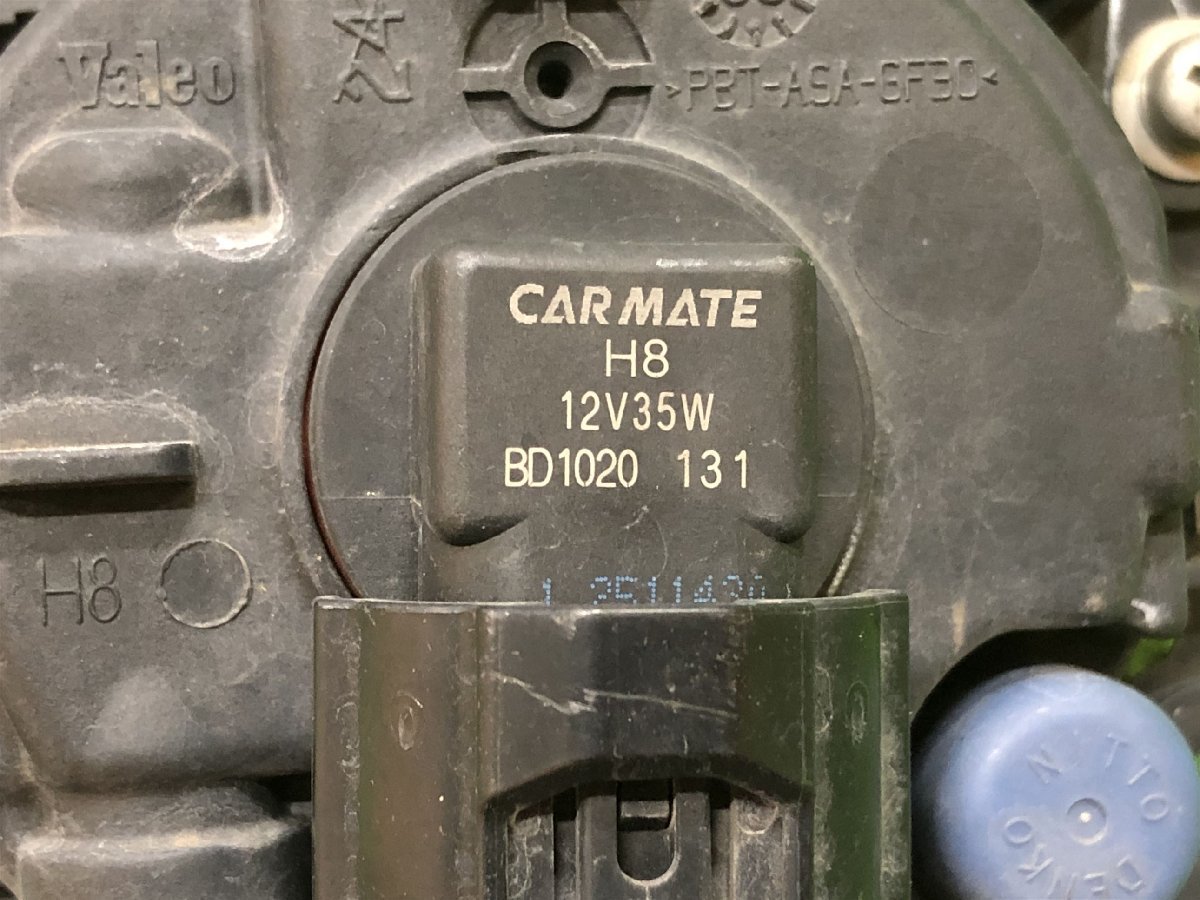 Valeo
>PBT-ASA-GF30<
CARMATE
H8
12V35W
BD1020 131
H8
NITTO
DENKO